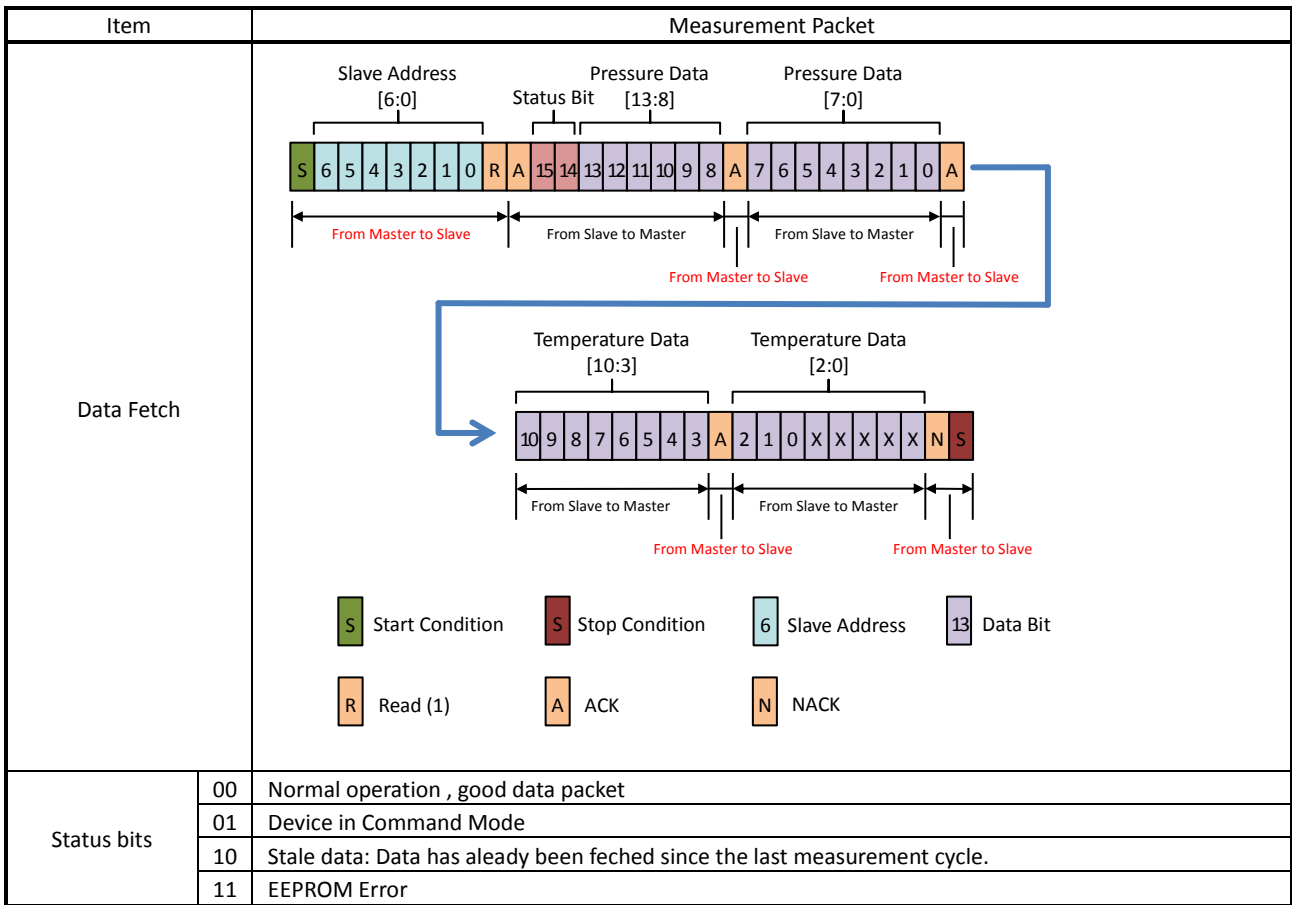 Item Measurement Packet
Slave Address Pressure Data Pressure Data
[6:0] Status Bit [13:8] [7:0]
S 6 5 4 3 2 1 0 R A 15 14 13 12 11 10 9 8 A 7 6 5 4 3 2 1 0 A
From Master to Slave From Slave to Master From Slave to Master
From Master to Slave From Master to Slave
Temperature Data Temperature Data
[10:3] [2:0]
Data Fetch
10 9 8 7 6 5 4 3 A 2 1 0 X X X X X N S
From Slave to Master From Slave to Master
From Master to Slave From Master to Slave
S Start Condition S Stop Condition 6 Slave Address 13 Data Bit
R Read (1) A ACK N NACK
Status bits
00 Normal operation , good data packet
01 Device in Command Mode
10 Stale data: Data has aleady been feched since the last measurement cycle.
11 EEPROM Error